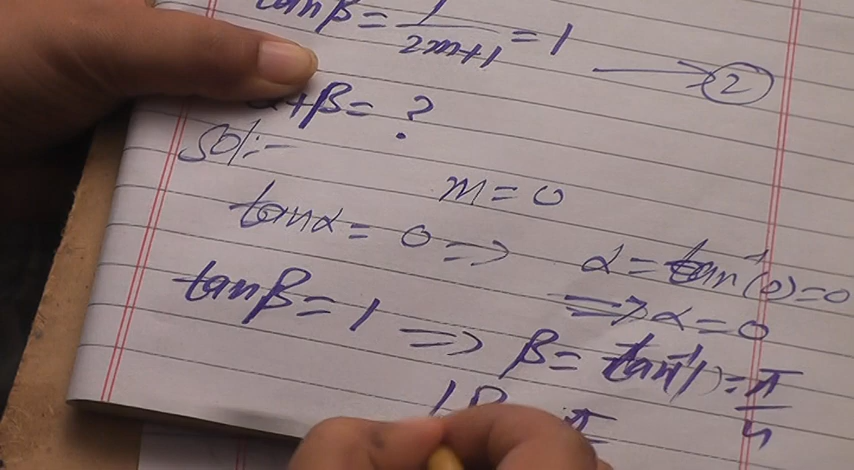 tanβ = 1/(2m+1) = 1 → (2)
α+β = ?
Sol:-
m = 0
tanα = 0 ⇒ α = tan⁻¹(0) = 0
⇒ α = 0
tanβ = 1 ⇒ β = tan⁻¹(1) = π/4
β π